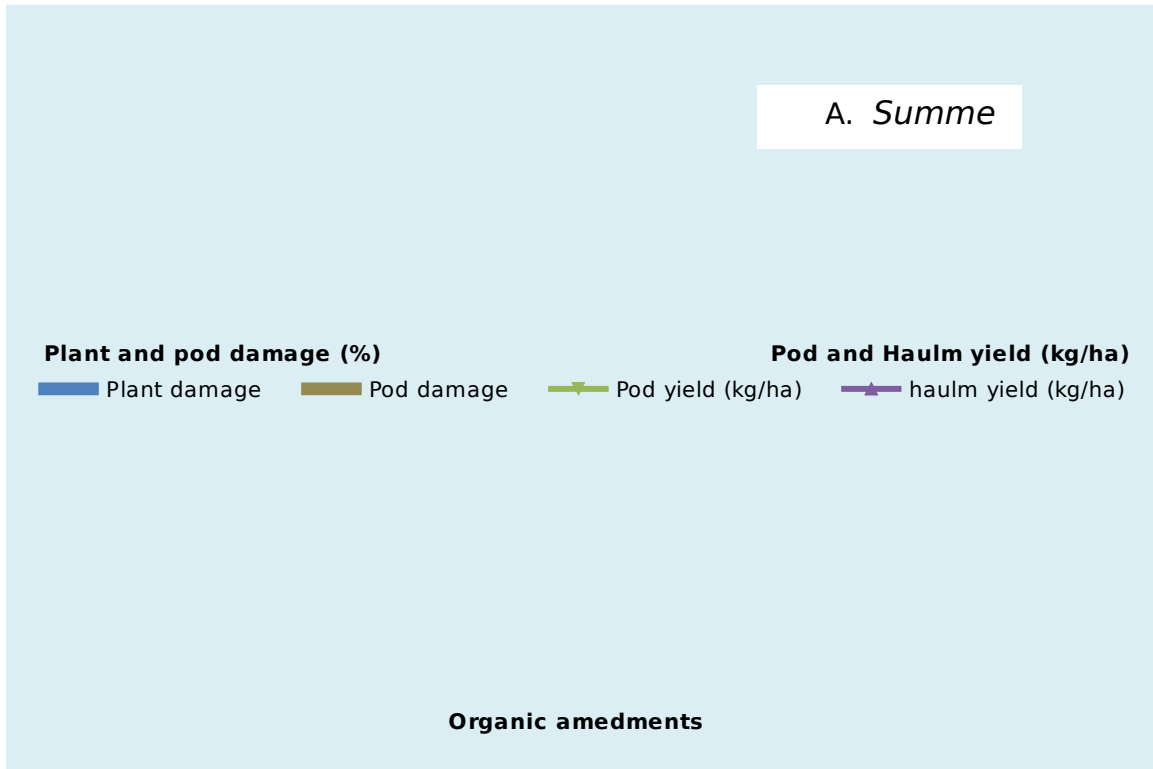 A. Summe
Plant and pod damage (%)
Pod and Haulm yield (kg/ha)
Plant damage
Pod damage
Pod yield (kg/ha)
haulm yield (kg/ha)
Organic amedments